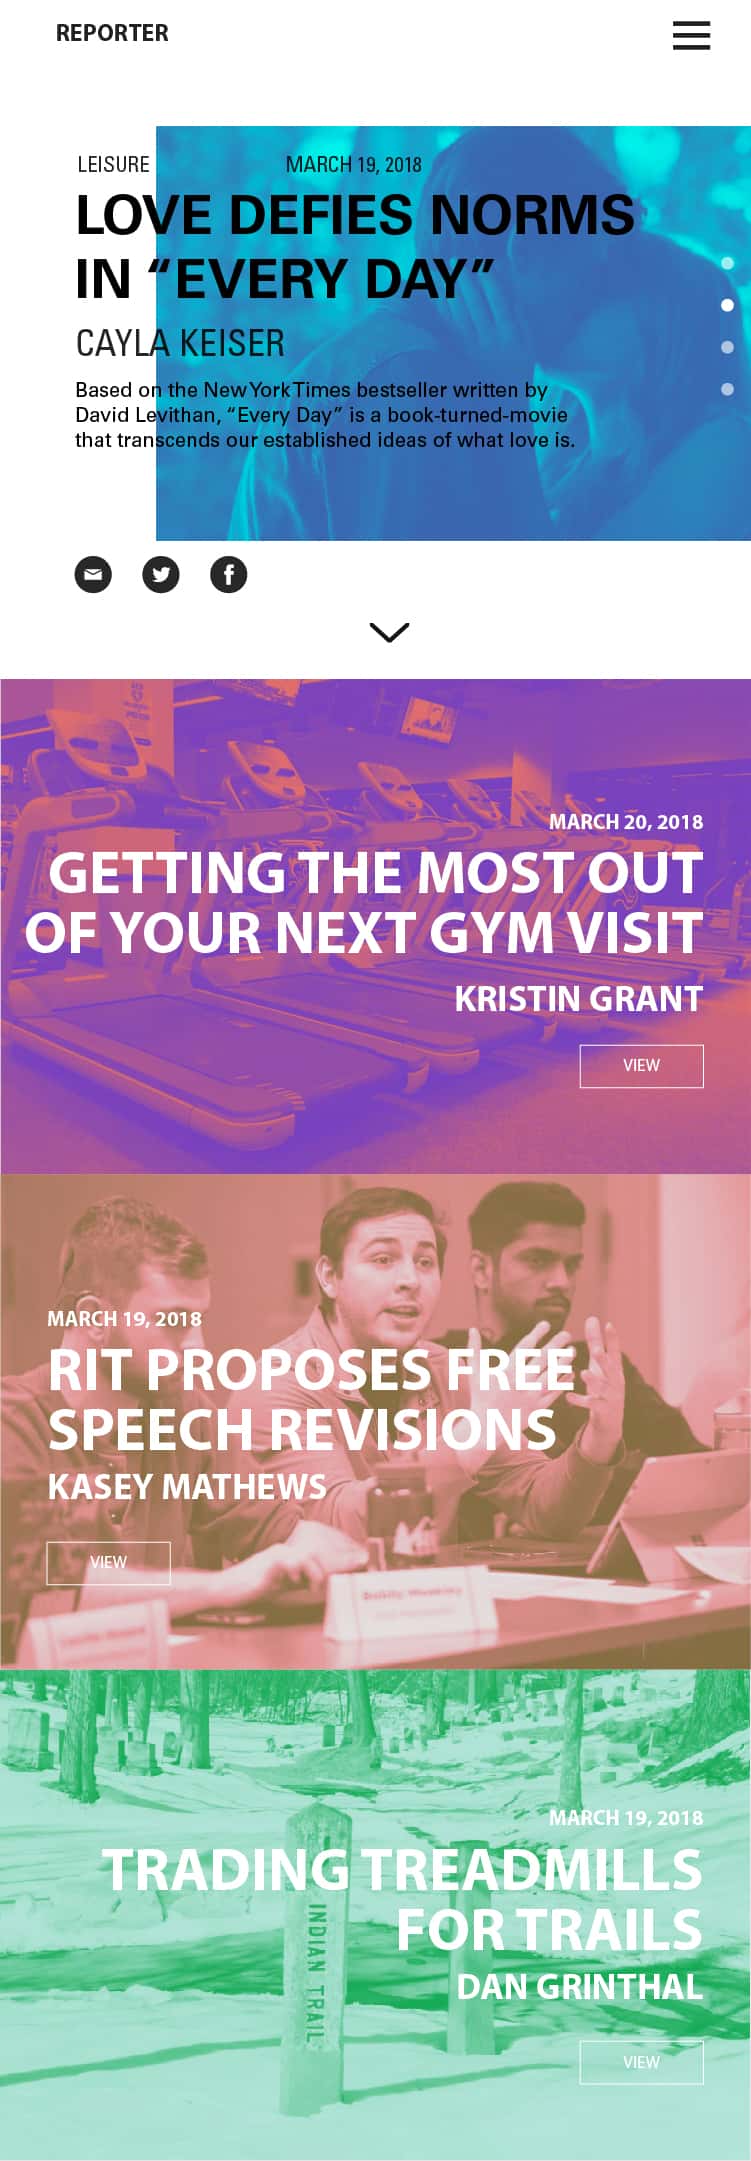 REPORTER
LEISURE MARCH 19, 2018
LOVE DEFIES NORMS
IN “EVERY DAY”
CAYLA KEISER
Based on the New York Times bestseller written by
David Levithan, “Every Day” is a book-turned-movie
that transcends our established ideas of what love is.
MARCH 20, 2018
GETTING THE MOST OUT
OF YOUR NEXT GYM VISIT
KRISTIN GRANT
VIEW
MARCH 19, 2018
RIT PROPOSES FREE
SPEECH REVISIONS
KASEY MATHEWS
VIEW
MARCH 19, 2018
TRADING TREADMILLS
FOR TRAILS
DAN GRINTHAL
INDIAN TRAIL
VIEW